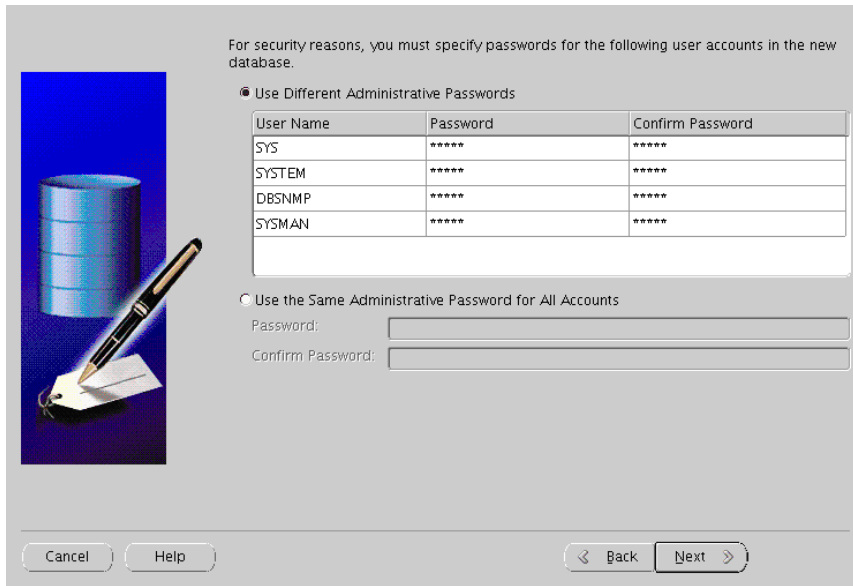 For security reasons, you must specify passwords for the following user accounts in the new
database.
Use Different Administrative Passwords
User Name Password Confirm Password
SYS ***** *****
SYSTEM ***** *****
DBSNMP ***** *****
SYSMAN ***** *****
Use the Same Administrative Password for All Accounts
Password:
Confirm Password:
Cancel Help Back Next